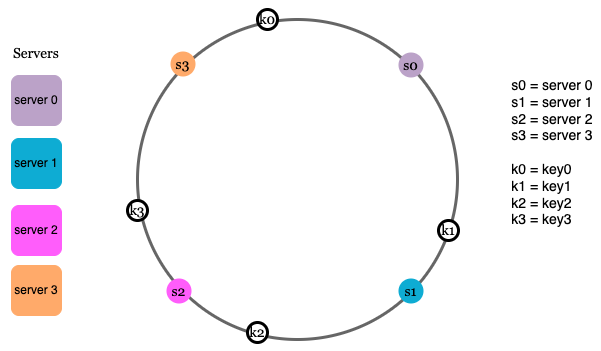 Servers
server 0
server 1
server 2
server 3
k0
s3
s0
k3
k1
s2
s1
k2
s0 = server 0
s1 = server 1
s2 = server 2
s3 = server 3
k0 = key0
k1 = key1
k2 = key2
k3 = key3